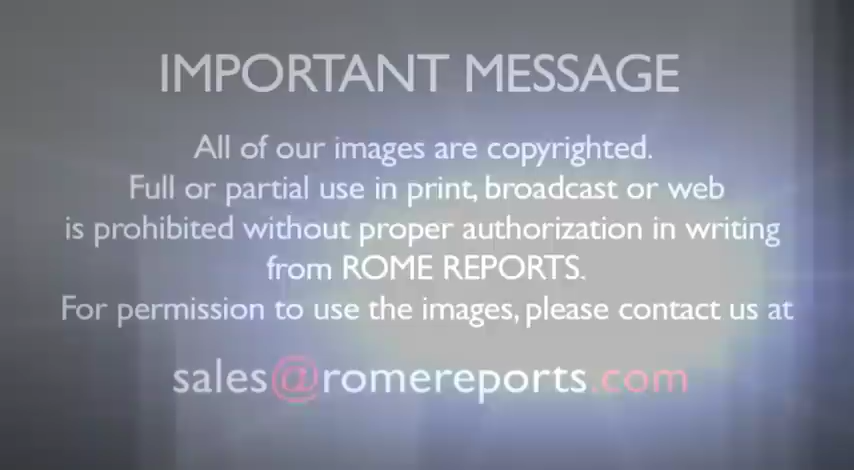 IMPORTANT MESSAGE
All of our images are copyrighted.
Full or partial use in print, broadcast or web
is prohibited without proper authorization in writing
from ROME REPORTS.
For permission to use the images, please contact us at
sales@romereports.com